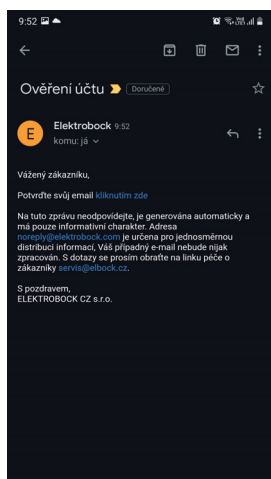 9:52
Ověření účtu
Doručené
E
Elektrobock 9:52
komu: já
Vážený zákazníku,
Potvrďte svůj email kliknutím zde
Na tuto zprávu neodpovídejte, je generována automaticky a
má pouze informativní charakter. Adresa
noreply@elektrobock.com je určena pro jednosměrnou
distribuci informací, Váš případný e-mail nebude nijak
zpracován. S dotazy se prosím obraťte na linku péče o
zákazníky servis@elbock.cz.
S pozdravem,
ELEKTROBOCK CZ s.r.o.